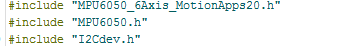 #include "MPU6050_6Axis_MotionApps20.h"
#include "MPU6050.h"
#include "I2Cdev.h"